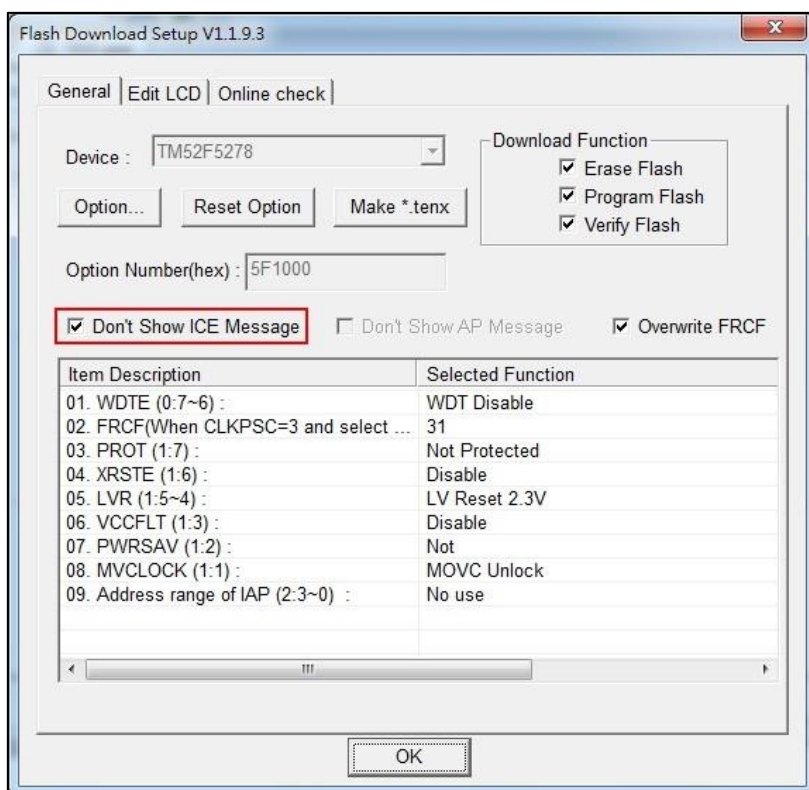 Flash Download Setup V1.1.9.3
General Edit LCD Online check
Device : TM52F5278
Download Function
Erase Flash
Program Flash
Verify Flash
Option... Reset Option Make *.tenx
Option Number(hex) : 5F1000
Don't Show ICE Message Don't Show AP Message Overwrite FRCF
Item Description Selected Function
01. WDTE (0:7~6) : WDT Disable
02. FRCF(When CLKPSC=3 and select ... 31
03. PROT (1:7) : Not Protected
04. XRSTE (1:6) : Disable
05. LVR (1:5~4) : LV Reset 2.3V
06. VCCFLT (1:3) : Disable
07. PWRSAV (1:2) : Not
08. MVCLOCK (1:1) : MOVC Unlock
09. Address range of IAP (2:3~0) : No use
OK